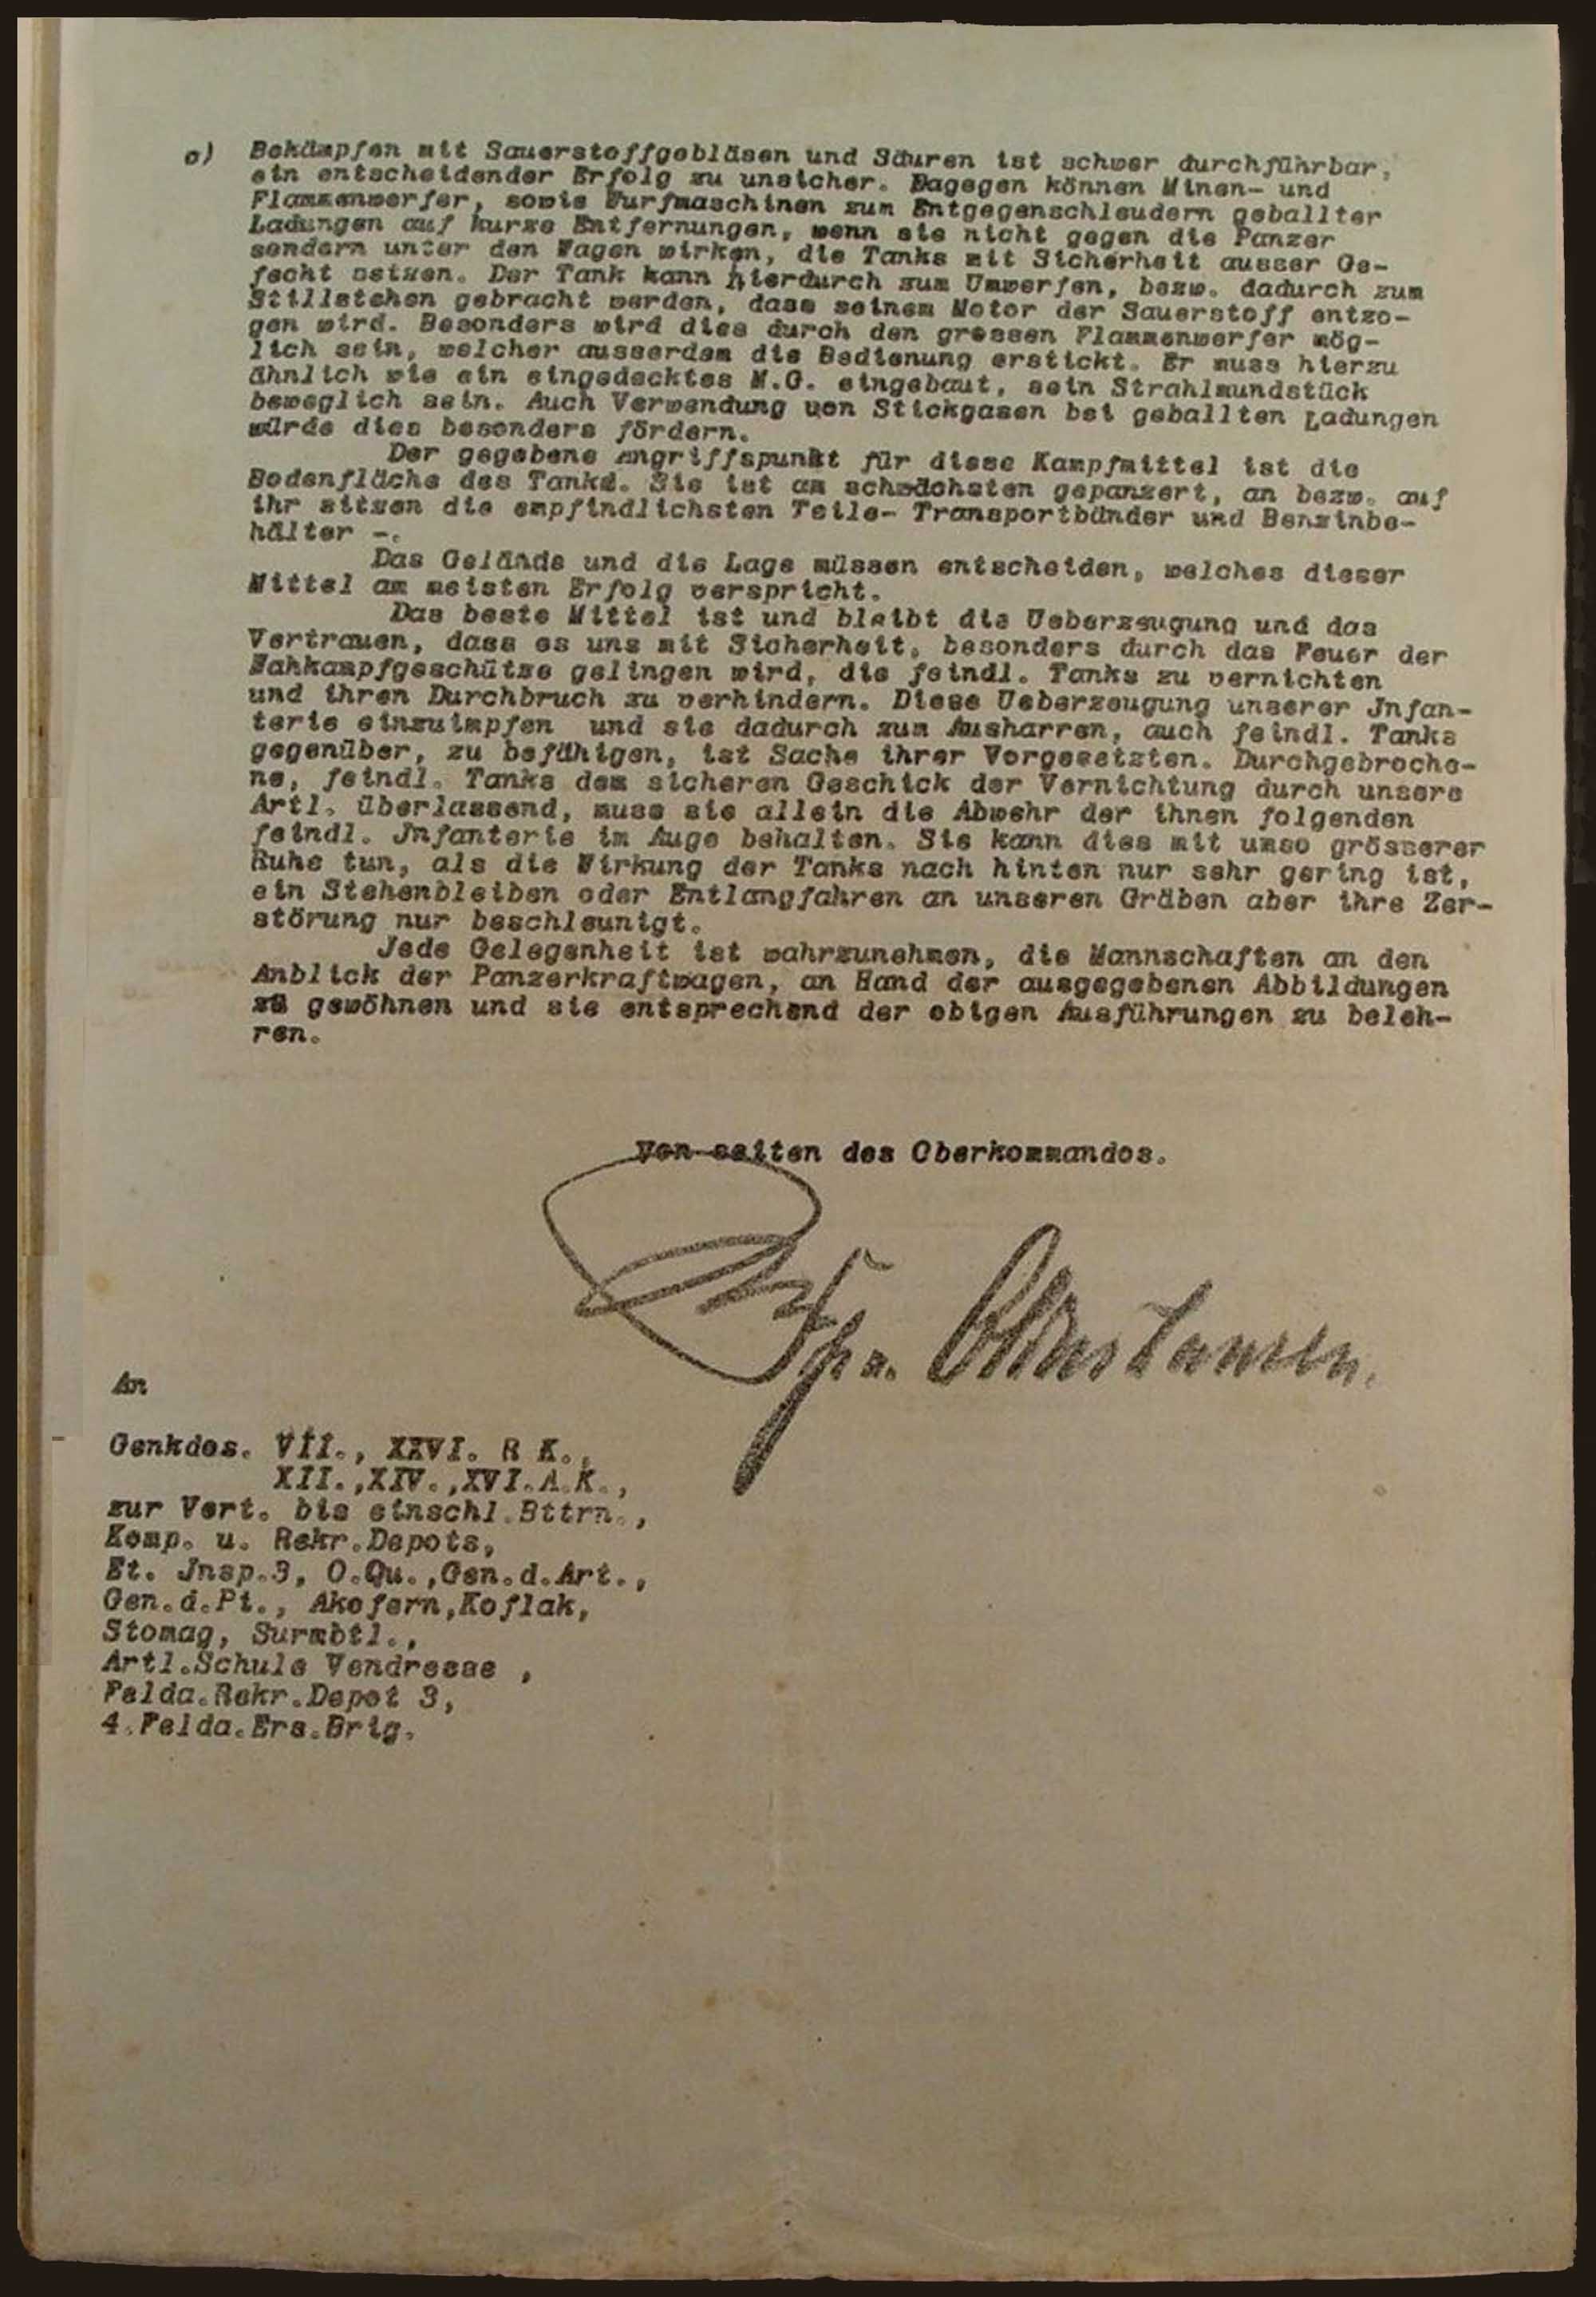 c) Bekämpfen mit Sauerstoffgebläsen und Säuren ist schwer durchführbar,
ein entscheidender Erfolg zu unsicher. Dagegen können Minen- und
Flammenwerfer, sowie Wurfmaschinen zum Entgegenschleudern geballter
Ladungen auf kurze Entfernungen, wenn sie nicht gegen die Panzer
sondern unter den Wagen wirken, die Tanks mit Sicherheit ausser Ge-
fecht setzen. Der Tank kann hierdurch zum Umwerfen, bezw. dadurch zum
Stillstehen gebracht werden, dass seinem Motor der Sauerstoff entzo-
gen wird. Besonders wird dies durch den grossen Flammenwerfer mög-
lich sein, welcher ausserdem die Bedienung erstickt. Er muss hierzu
ähnlich wie ein eingedecktes M.G. eingebaut, sein Strahlmundstück
beweglich sein. Auch Verwendung von Stickgasen bei geballten Ladungen
würde dies besonders fördern.
Der gegebene Angriffspunkt für diese Kampfmittel ist die
Bodenfläche des Tanks. Sie ist am schwächsten gepanzert, an bezw. auf
ihr sitzen die empfindlichsten Teile- Transportbänder und Benzinbe-
hälter -.
Das Gelände und die Lage müssen entscheiden, welches dieser
Mittel am meisten Erfolg verspricht.
Das beste Mittel ist und bleibt die Ueberzeugung und das
Vertrauen, dass es uns mit Sicherheit, besonders durch das Feuer der
Nahkampfgeschütze gelingen wird, die feindl. Tanks zu vernichten
und ihren Durchbruch zu verhindern. Diese Ueberzeugung unserer Jnfan-
terie einzuimpfen und sie dadurch zum Ausharren, auch feindl. Tanks
gegenüber, zu befähigen, ist Sache ihrer Vorgesetzten. Durchgebroche-
ne, feindl. Tanks dem sicheren Geschick der Vernichtung durch unsere
Artl. überlassend, muss sie allein die Abwehr der ihnen folgenden
feindl. Jnfanterie im Auge behalten. Sie kann dies mit umso grösserer
Ruhe tun, als die Wirkung der Tanks nach hinten nur sehr gering ist,
ein Stehenbleiben oder Entlangfahren an unseren Gräben aber ihre Zer-
störung nur beschleunigt.
Jede Gelegenheit ist wahrzunehmen, die Mannschaften an den
Anblick der Panzerkraftwagen, an Hand der ausgegebenen Abbildungen
zu gewöhnen und sie entsprechend der obigen Ausführungen zu beleh-
ren.
Von seiten des Oberkommandos.
An
Genkdos. VII., XXVI. R K.,
XII.,XIV.,XVI.A.K.,
zur Vert. bis einschl.Bttrn.,
Komp. u. Rekr.Depots,
Et. Jnsp.3, O.Qu.,Gen.d.Art.,
Gen.d.Pi., Akofern,Koflak,
Stomag, Surmbtl.,
Artl.Schule Vendresse ,
Felda.Rekr.Depot 3,
4.Felda.Ers.Brig.